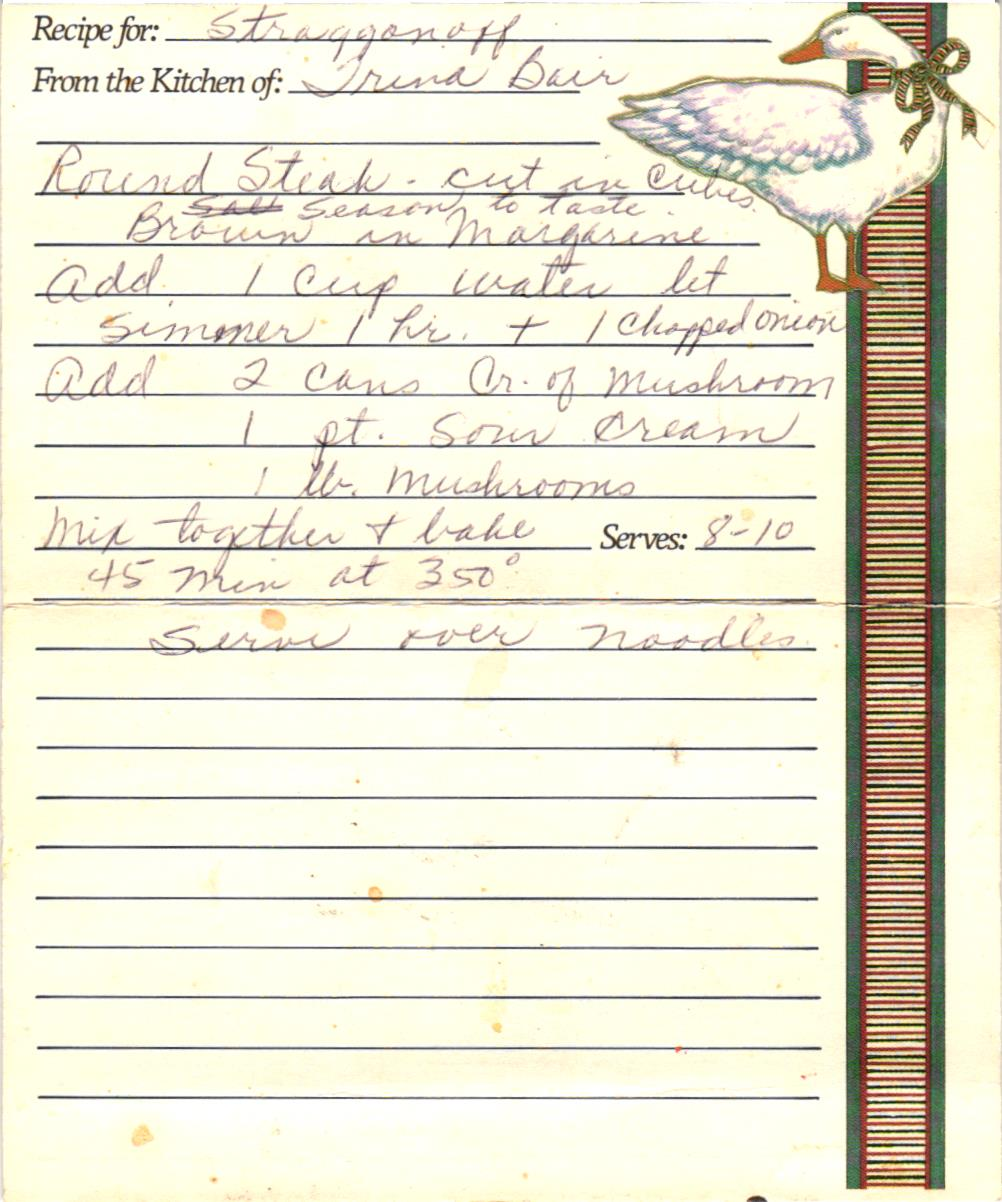 Recipe for: Straggonoff
From the Kitchen of: Trina Bair
Round Steak - cut in cubes.
Sau Season to taste.
Brown in Margarine
Add 1 cup water let
Simmer 1 hr. + 1 Chopped onion
Add 2 cans Cr. of Mushroom
1 pt. Sour Cream
1 lb. Mushrooms
Mix together + bake Serves: 8-10
45 min at 350°
Serve over noodles